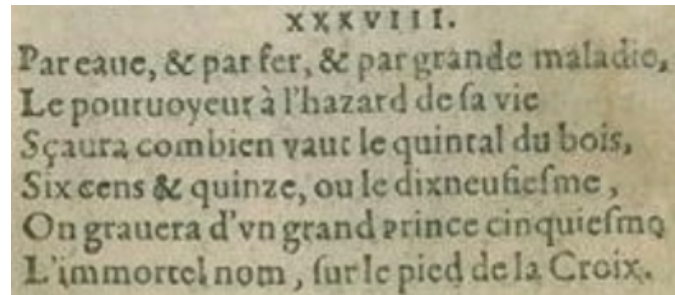 XXXVIII.
Par eaue, & par fer, & par grande maladie,
Le pouruoyeur à l'hazard de ſa vie
Sçaura combien vaut le quintal du bois,
Six cens & quinze, ou le dixneufieſme,
On grauera d'vn grand Prince cinquieſme
L'immortel nom, ſur le pied de la Croix.